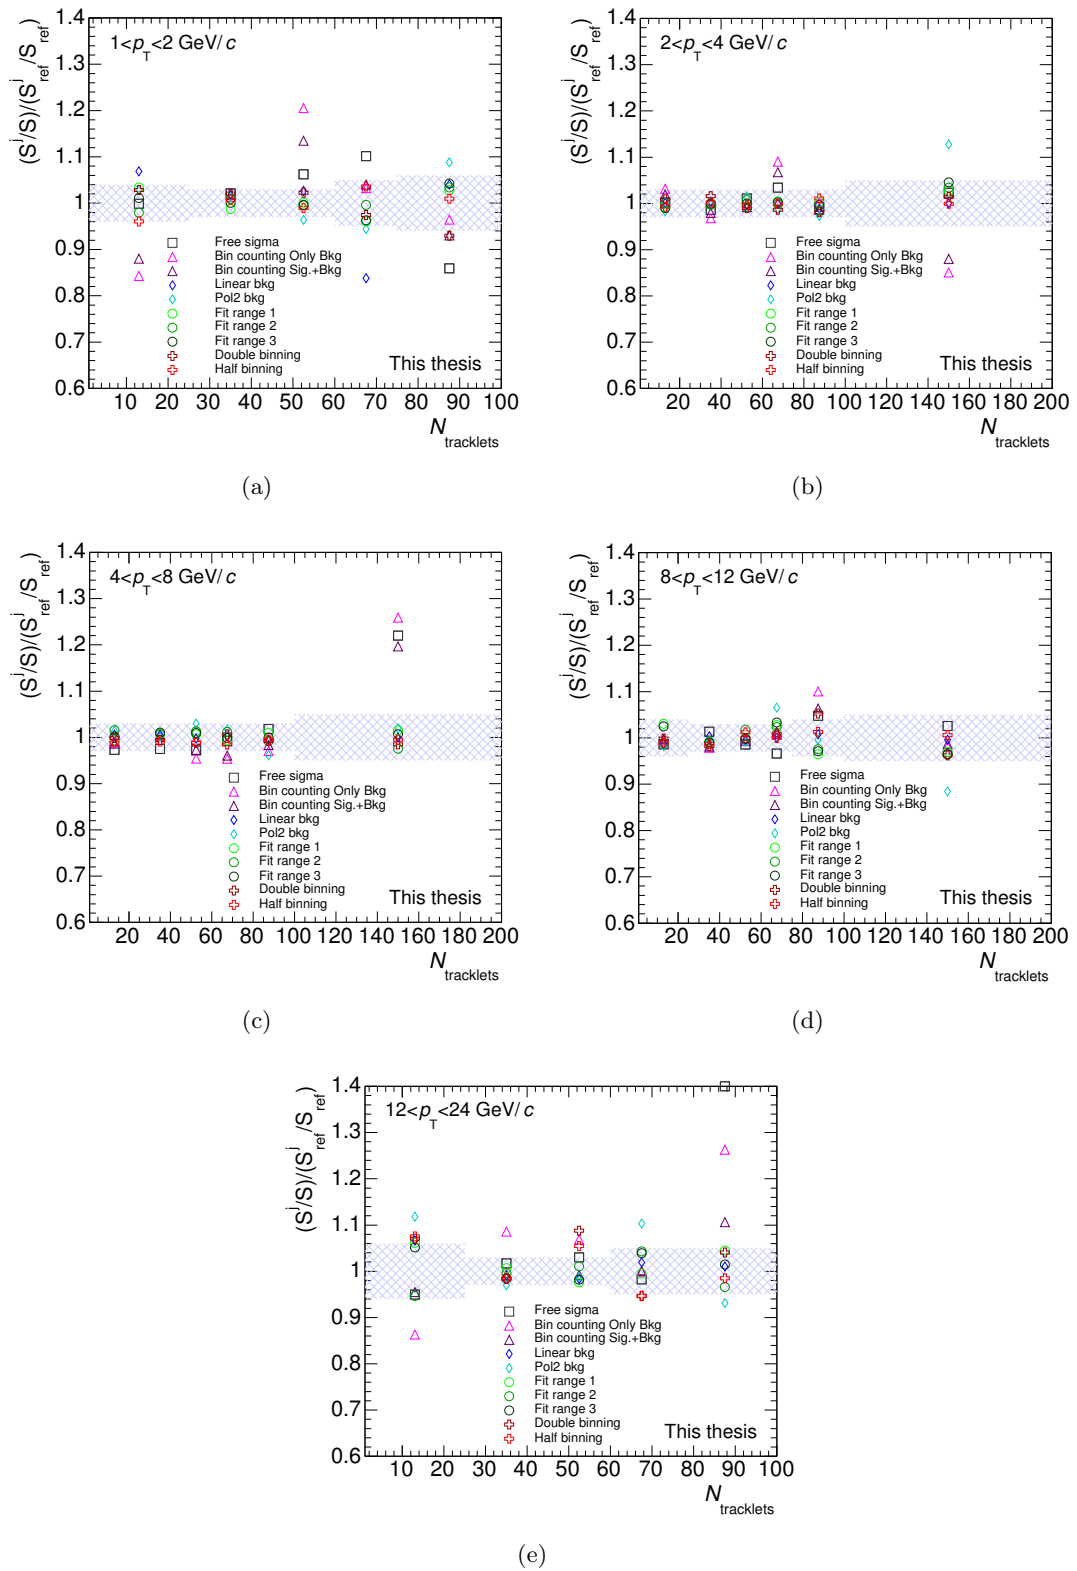 1<p_T<2 GeV/c
(S^j/S)/(S^j_ref/S_ref)
1.4
1.3
1.2
1.1
1
0.9
0.8
0.7
0.6
Free sigma
Bin counting Only Bkg
Bin counting Sig.+Bkg
Linear bkg
Pol2 bkg
Fit range 1
Fit range 2
Fit range 3
Double binning
Half binning
This thesis
10 20 30 40 50 60 70 80 90 100
N_tracklets
(a)
2<p_T<4 GeV/c
(S^j/S)/(S^j_ref/S_ref)
1.4
1.3
1.2
1.1
1
0.9
0.8
0.7
0.6
Free sigma
Bin counting Only Bkg
Bin counting Sig.+Bkg
Linear bkg
Pol2 bkg
Fit range 1
Fit range 2
Fit range 3
Double binning
Half binning
This thesis
20 40 60 80 100 120 140 160 180 200
N_tracklets
(b)
4<p_T<8 GeV/c
(S^j/S)/(S^j_ref/S_ref)
1.4
1.3
1.2
1.1
1
0.9
0.8
0.7
0.6
Free sigma
Bin counting Only Bkg
Bin counting Sig.+Bkg
Linear bkg
Pol2 bkg
Fit range 1
Fit range 2
Fit range 3
Double binning
Half binning
This thesis
20 40 60 80 100 120 140 160 180 200
N_tracklets
(c)
8<p_T<12 GeV/c
(S^j/S)/(S^j_ref/S_ref)
1.4
1.3
1.2
1.1
1
0.9
0.8
0.7
0.6
Free sigma
Bin counting Only Bkg
Bin counting Sig.+Bkg
Linear bkg
Pol2 bkg
Fit range 1
Fit range 2
Fit range 3
Double binning
Half binning
This thesis
20 40 60 80 100 120 140 160 180 200
N_tracklets
(d)
12<p_T<24 GeV/c
(S^j/S)/(S^j_ref/S_ref)
1.4
1.3
1.2
1.1
1
0.9
0.8
0.7
0.6
Free sigma
Bin counting Only Bkg
Bin counting Sig.+Bkg
Linear bkg
Pol2 bkg
Fit range 1
Fit range 2
Fit range 3
Double binning
Half binning
This thesis
10 20 30 40 50 60 70 80 90 100
N_tracklets
(e)